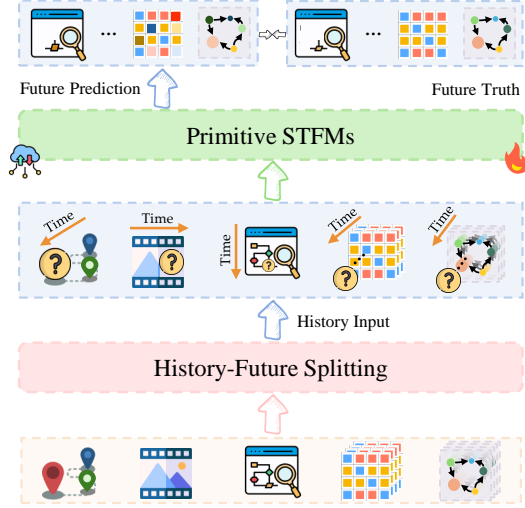 Future Prediction
Future Truth
Primitive STFMs
Time
Time
Time
Time
Time
?
?
?
?
?
History Input
History-Future Splitting